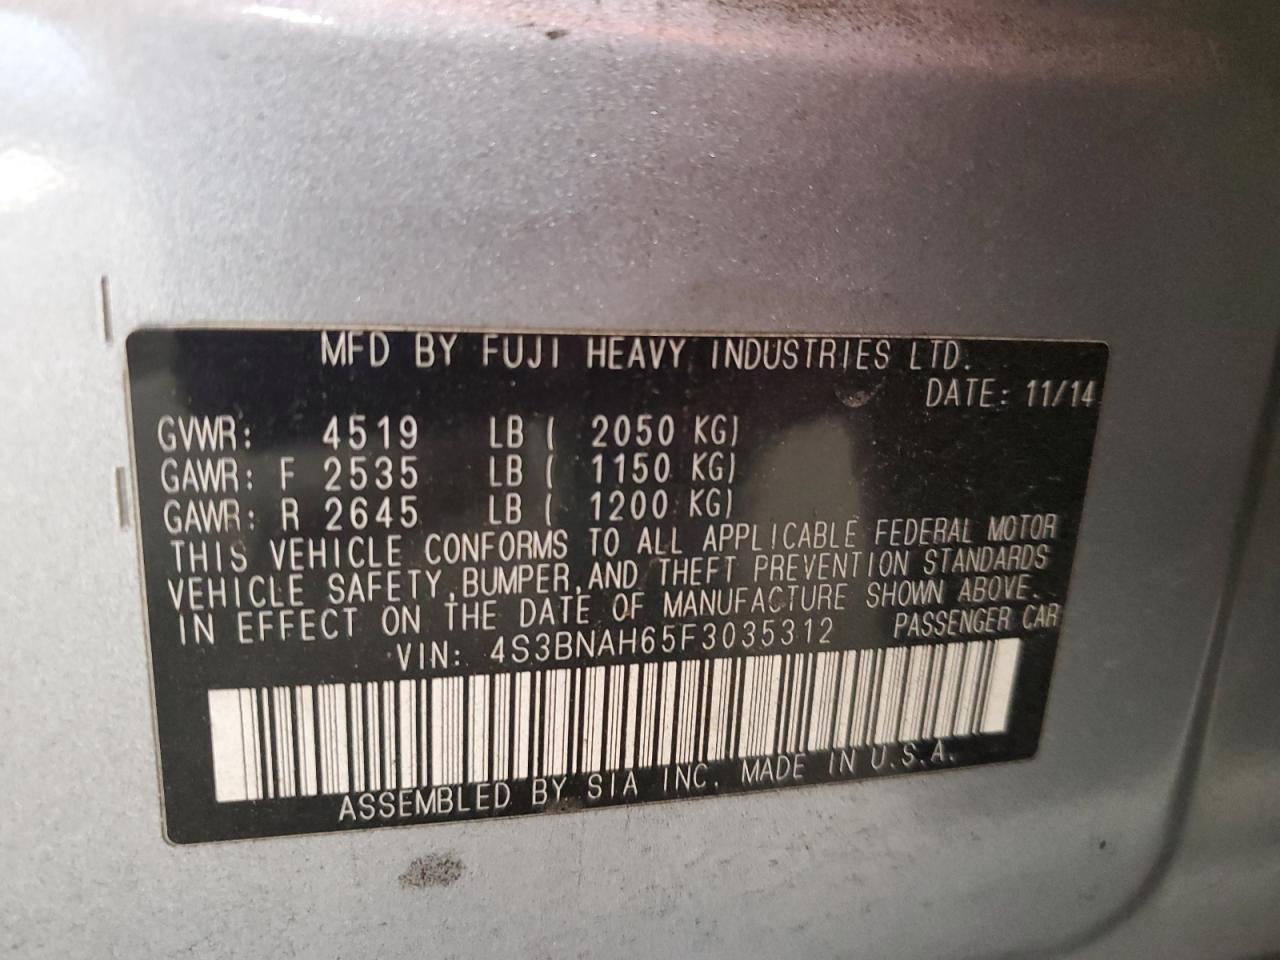 MFD BY FUJI HEAVY INDUSTRIES LTD.
DATE: 11/14
GVWR: 4519 LB ( 2050 KG)
GAWR: F 2535 LB ( 1150 KG)
GAWR: R 2645 LB ( 1200 KG)
THIS VEHICLE CONFORMS TO ALL APPLICABLE FEDERAL MOTOR
VEHICLE SAFETY,BUMPER,AND THEFT PREVENTION STANDARDS
IN EFFECT ON THE DATE OF MANUFACTURE SHOWN ABOVE.
VIN: 4S3BNAH65F3035312 PASSENGER CAR
ASSEMBLED BY SIA INC. MADE IN U.S.A.